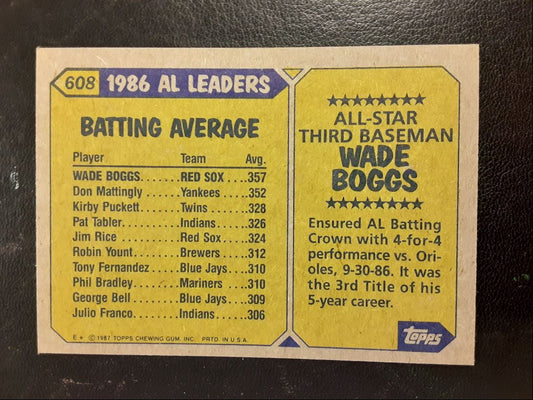 608 1986 AL LEADERS
BATTING AVERAGE
Player Team Avg.
WADE BOGGS......RED SOX....357
Don Mattingly......Yankees...352
Kirby Puckett......Twins.....328
Pat Tabler.........Indians....326
Jim Rice.........Red Sox....324
Robin Yount......Brewers...312
Tony Fernandez...Blue Jays...310
Phil Bradley......Mariners...310
George Bell......Blue Jays...309
Julio Franco......Indians....306
E * © 1987 TOPPS CHEWING GUM, INC. PRTD. IN U.S.A.
ALL-STAR
THIRD BASEMAN
WADE
BOGGS
Ensured AL Batting
Crown with 4-for-4
performance vs. Ori-
oles, 9-30-86. It was
the 3rd Title of his
5-year career.
topps